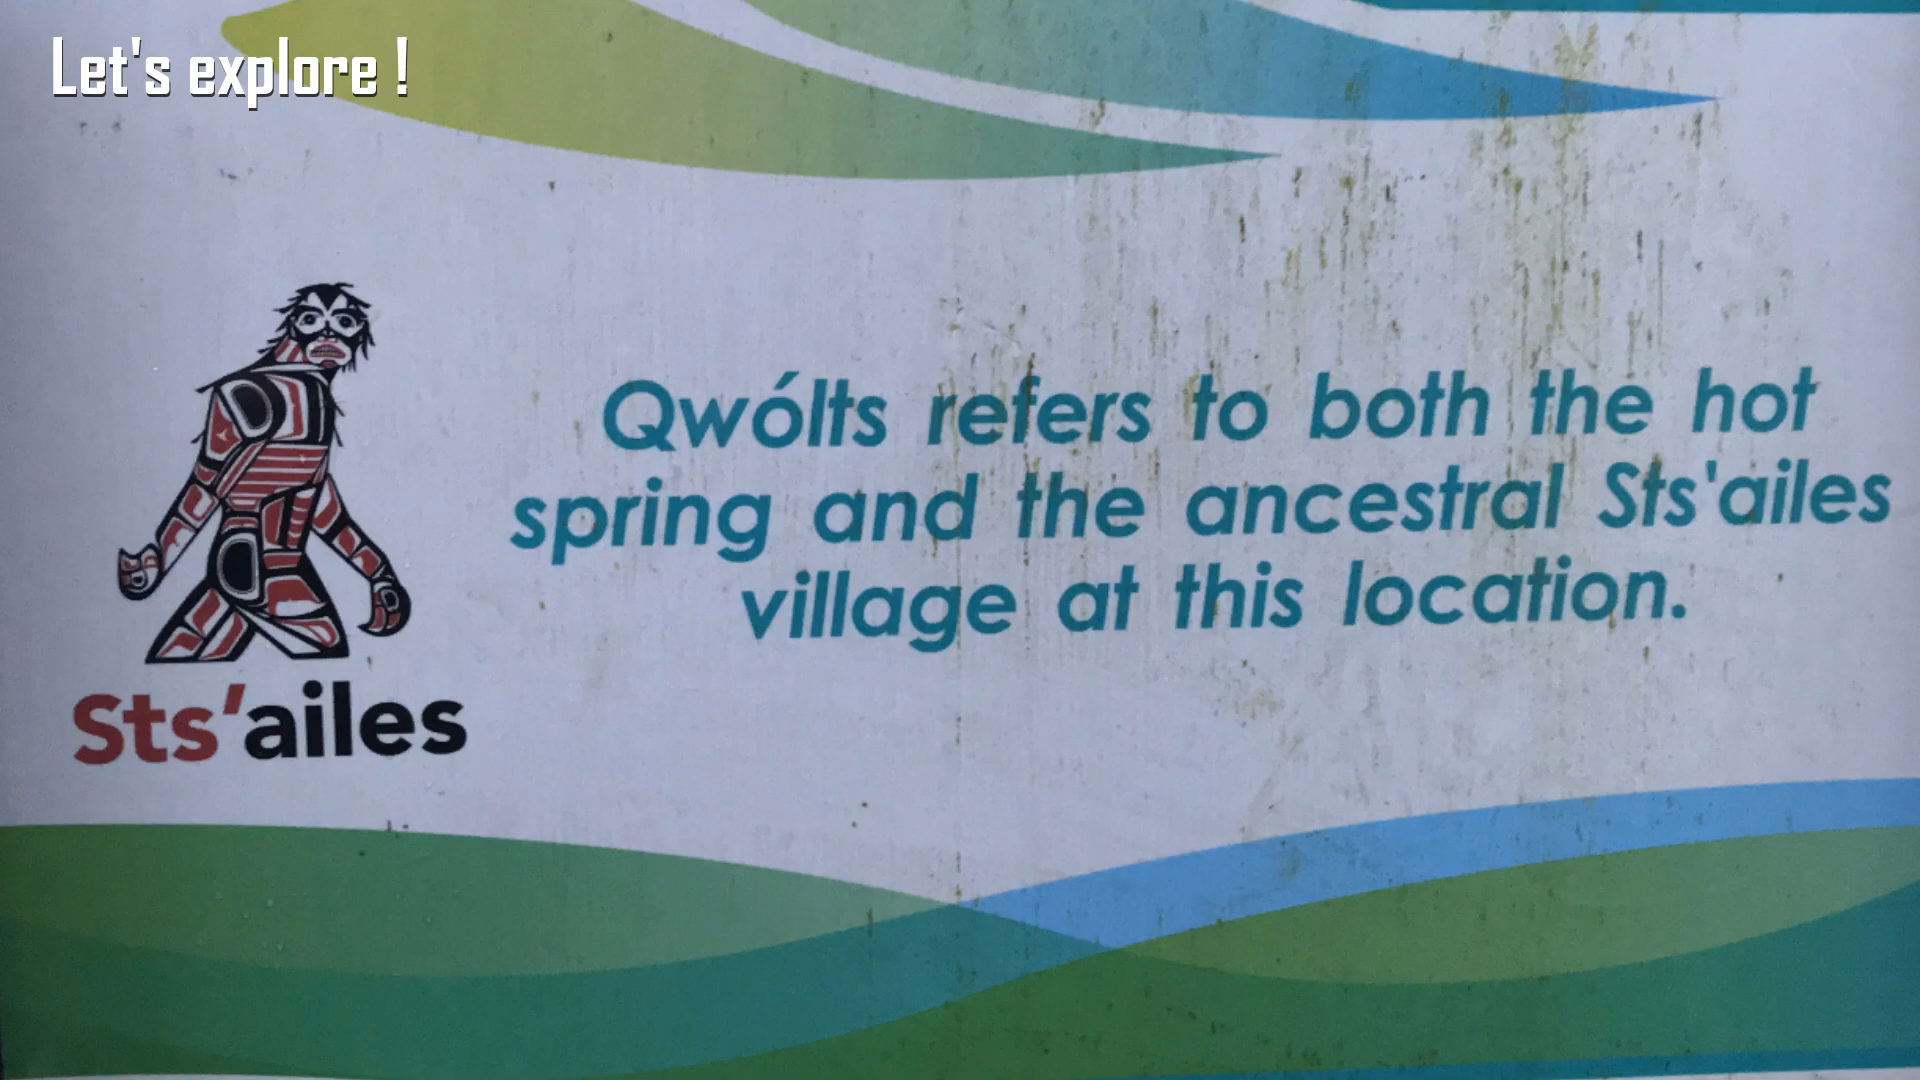 Let's explore !
Qwólts refers to both the hot
spring and the ancestral Sts'ailes
village at this location.
Sts'ailes